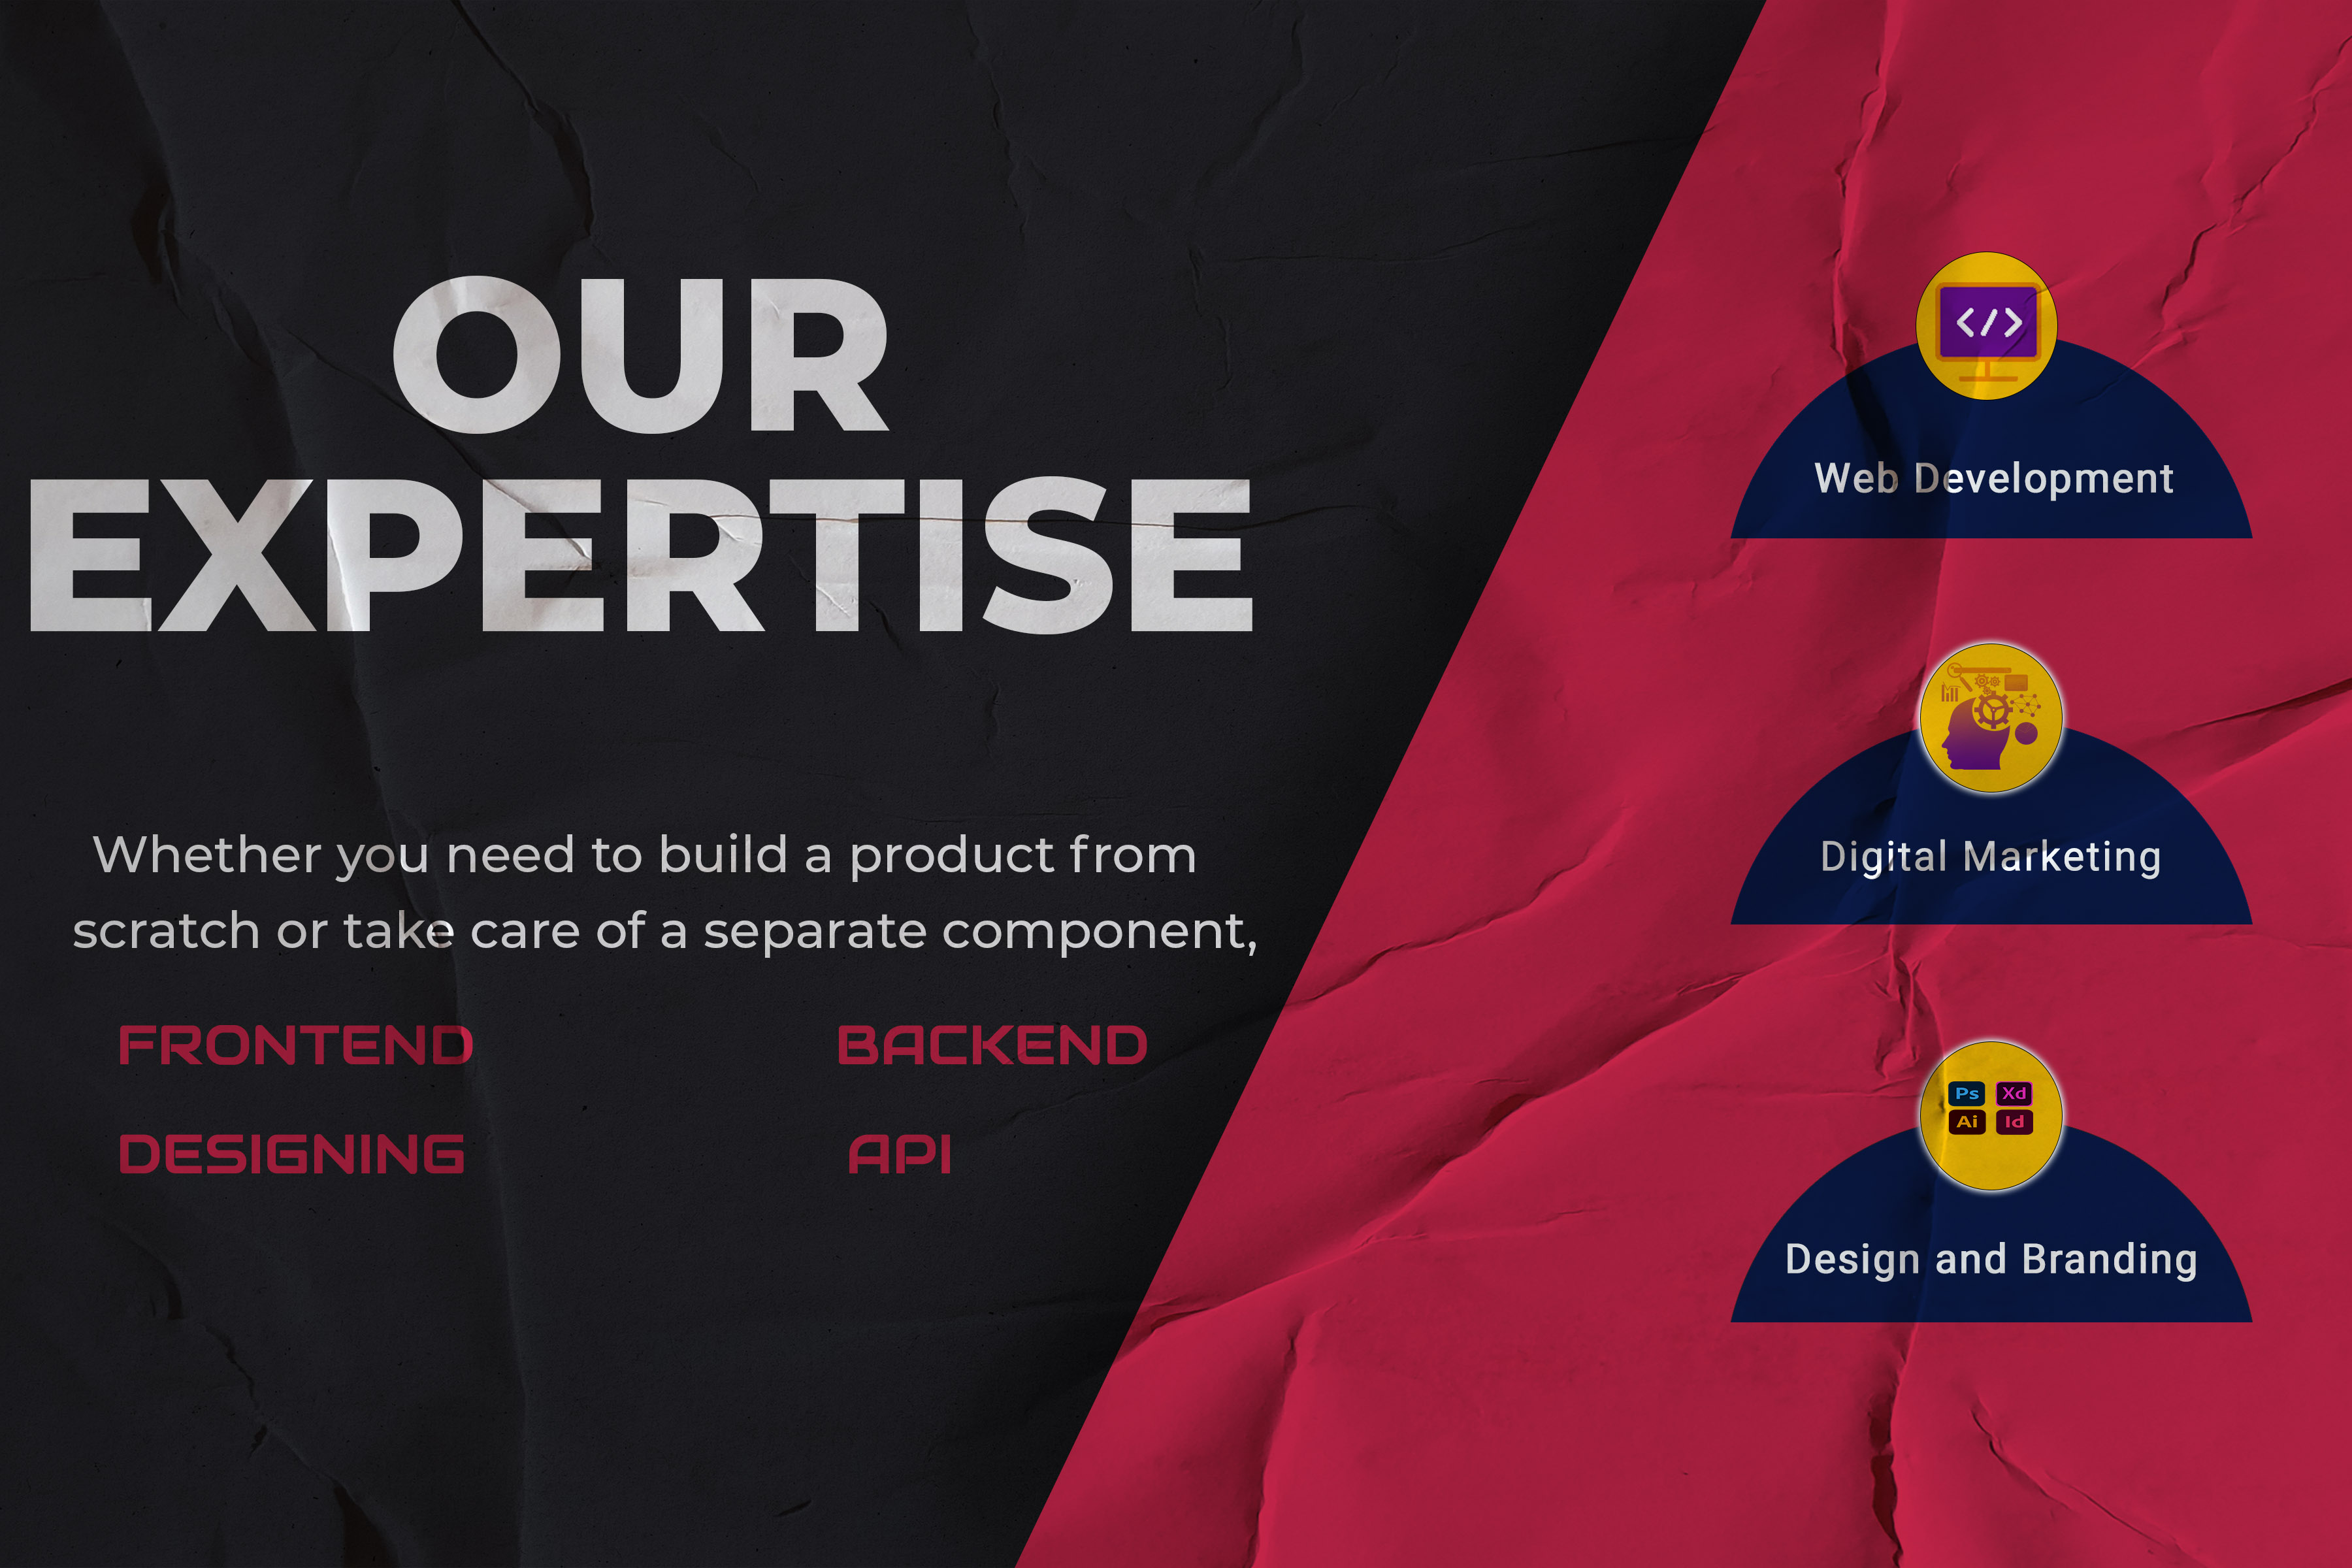 OUR
EXPERTISE
Whether you need to build a product from
scratch or take care of a separate component,
FRONTEND
BACKEND
DESIGNING
API
</>
Web Development
Digital Marketing
Ps
Xd
Ai
Id
Design and Branding